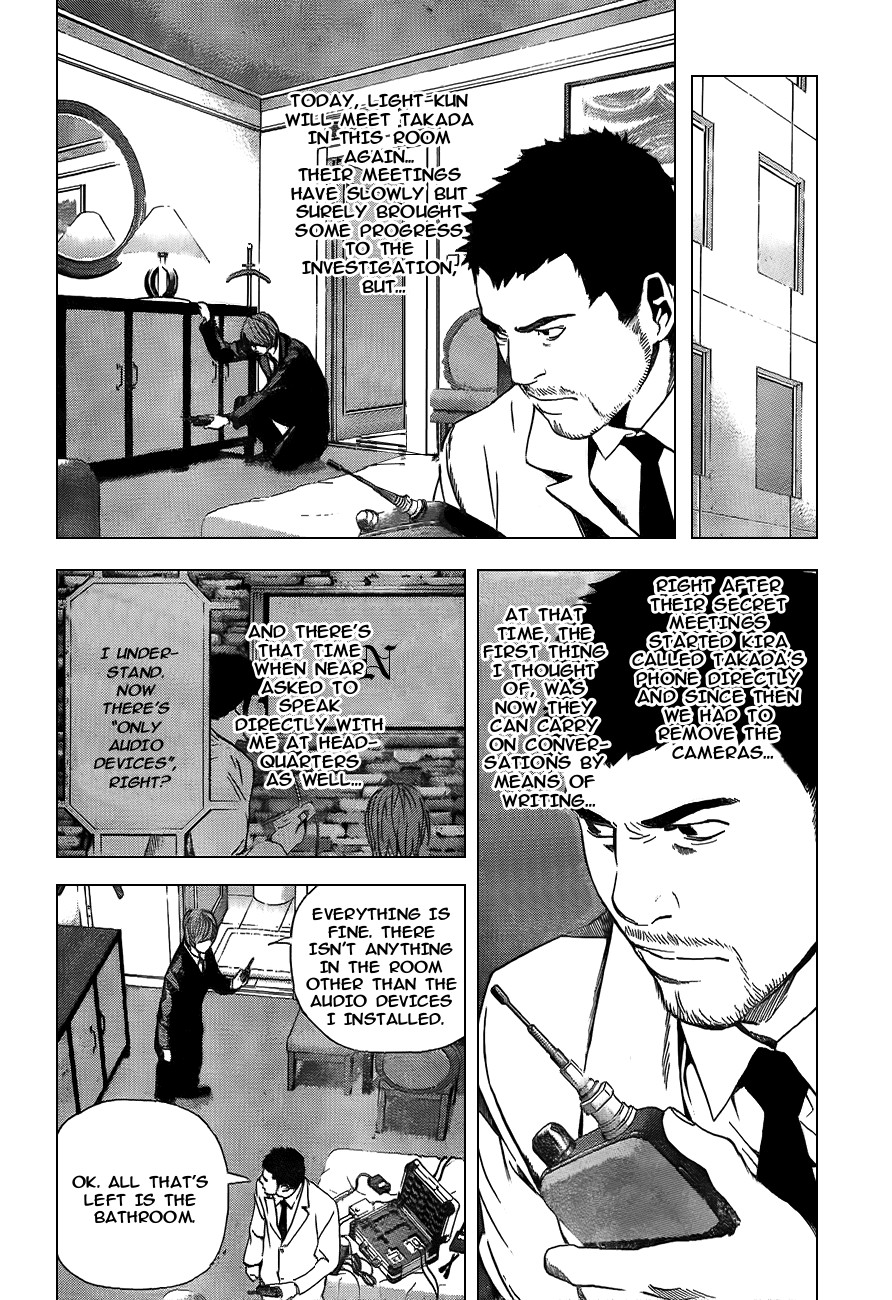 TODAY, LIGHT-KUN
WILL MEET TAKADA
IN THIS ROOM
AGAIN...
THEIR MEETINGS
HAVE SLOWLY BUT
SURELY BROUGHT
SOME PROGRESS
TO THE
INVESTIGATION,
BUT...
RIGHT AFTER
THEIR SECRET
MEETINGS
STARTED KIRA
CALLED TAKADA'S
PHONE DIRECTLY
AND SINCE THEN
WE HAD TO
REMOVE THE
CAMERAS...
AT THAT
TIME, THE
FIRST THING
I THOUGHT
OF, WAS
NOW THEY
CAN CARRY
ON CONVER-
SATIONS BY
MEANS OF
WRITING...
AND THERE'S
THAT TIME
WHEN NEAR
ASKED TO
SPEAK
DIRECTLY WITH
ME AT HEAD-
QUARTERS
AS WELL...
N
I UNDER-
STAND.
NOW
THERE'S
"ONLY
AUDIO
DEVICES",
RIGHT?
EVERYTHING IS
FINE. THERE
ISN'T ANYTHING
IN THE ROOM
OTHER THAN THE
AUDIO DEVICES
I INSTALLED.
OK. ALL THAT'S
LEFT IS THE
BATHROOM.